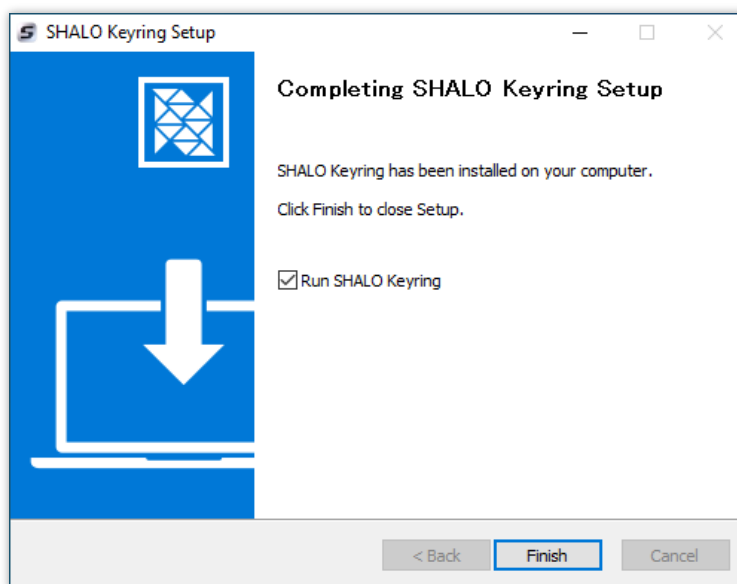 SHALO Keyring Setup
Completing SHALO Keyring Setup
SHALO Keyring has been installed on your computer.
Click Finish to close Setup.
Run SHALO Keyring
< Back
Finish
Cancel